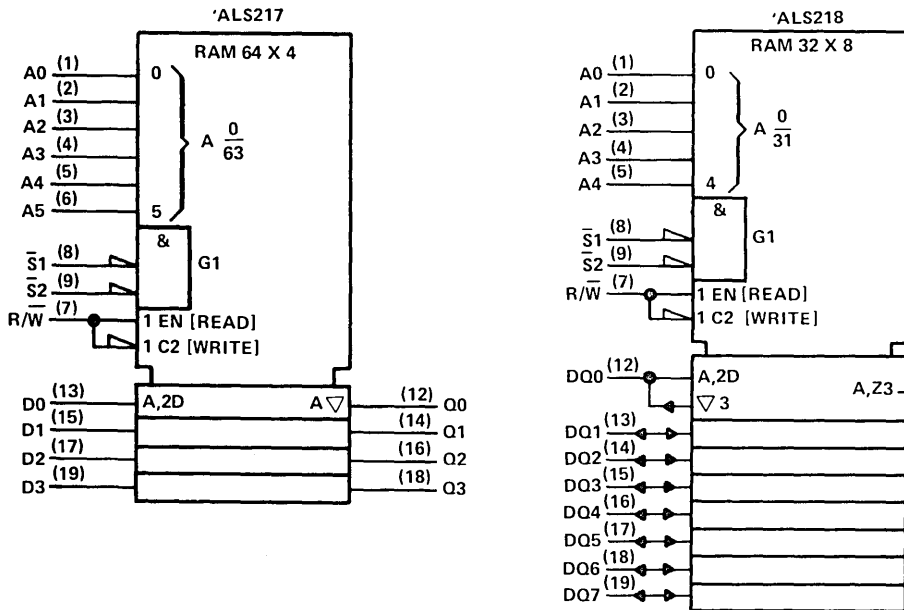 'ALS217
RAM 64 X 4
A0 (1) 0
A1 (2)
A2 (3)
A3 (4)
A4 (5)
A5 (6) 5
A 0/63
&
G1
S̅1 (8)
S̅2 (9)
R/W̅ (7) 1 EN [READ]
1 C2 [WRITE]
D0 (13) A,2D A ▽ (12) Q0
D1 (15) (14) Q1
D2 (17) (16) Q2
D3 (19) (18) Q3
'ALS218
RAM 32 X 8
A0 (1) 0
A1 (2)
A2 (3)
A3 (4)
A4 (5) 4
A 0/31
&
G1
S̅1 (8)
S̅2 (9)
R/W̅ (7) 1 EN [READ]
1 C2 [WRITE]
DQ0 (12) A,2D A,Z3
▽ 3
DQ1 (13)
DQ2 (14)
DQ3 (15)
DQ4 (16)
DQ5 (17)
DQ6 (18)
DQ7 (19)